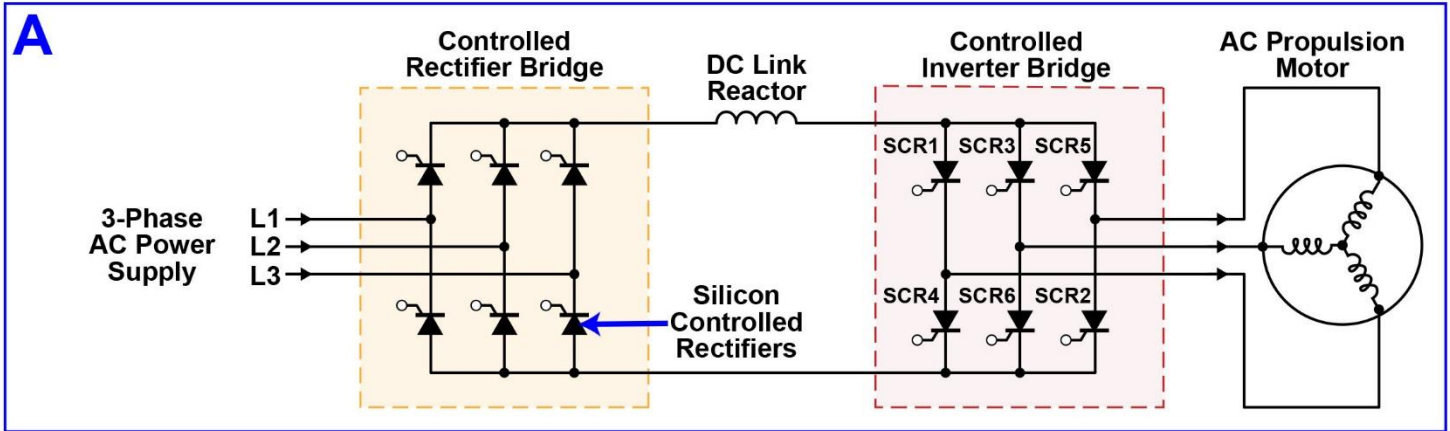 A
Controlled
Rectifier Bridge
DC Link
Reactor
Controlled
Inverter Bridge
AC Propulsion
Motor
SCR1 SCR3 SCR5
3-Phase
AC Power
Supply
L1
L2
L3
Silicon
Controlled
Rectifiers
SCR4 SCR6 SCR2